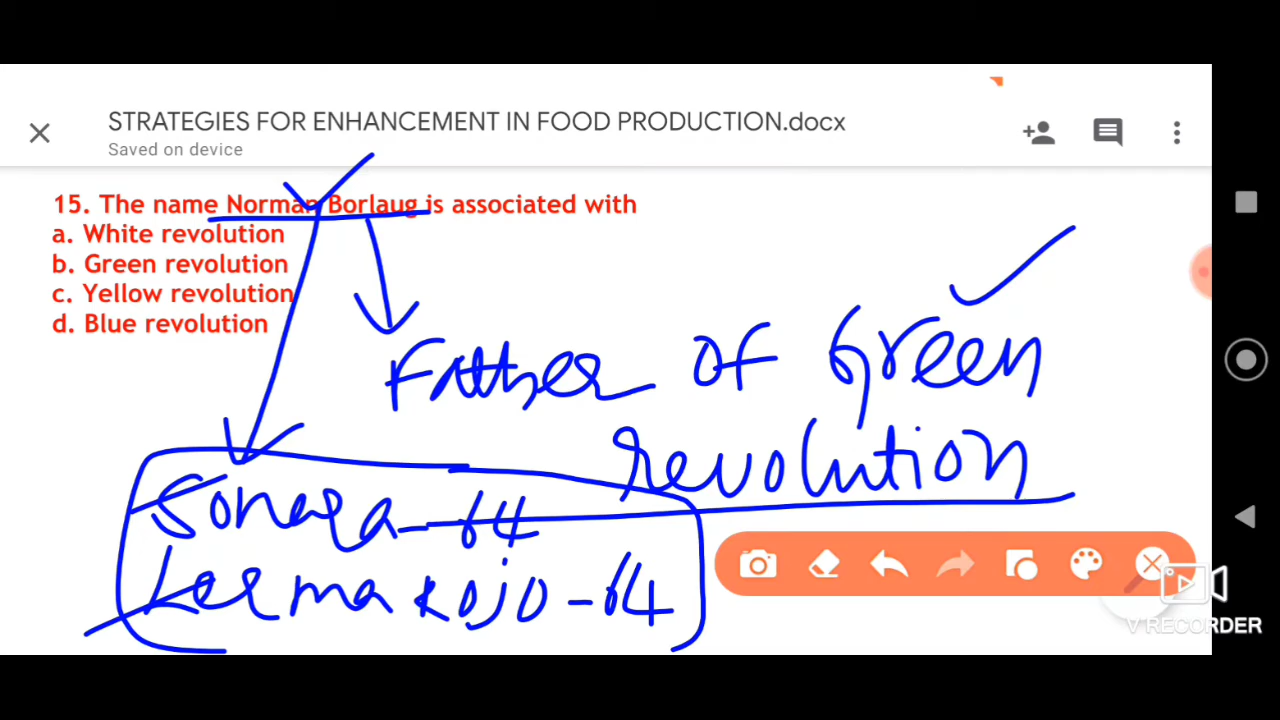 STRATEGIES FOR ENHANCEMENT IN FOOD PRODUCTION.docx
Saved on device
15. The name Norman Borlaug is associated with
a. White revolution
b. Green revolution
c. Yellow revolution
d. Blue revolution
Father of Green
revolution
Sonara-64
Lerma Rojo-64
V RECORDER